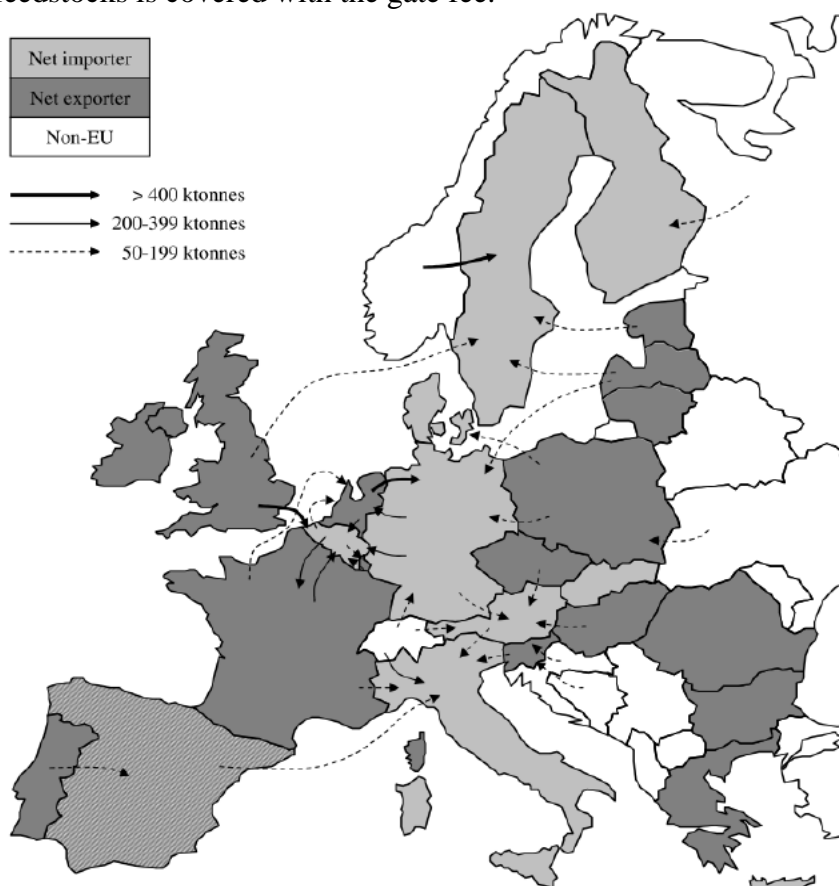 feedstocks is covered with the gate fee.
Net importer
Net exporter
Non-EU
> 400 ktonnes
200-399 ktonnes
50-199 ktonnes